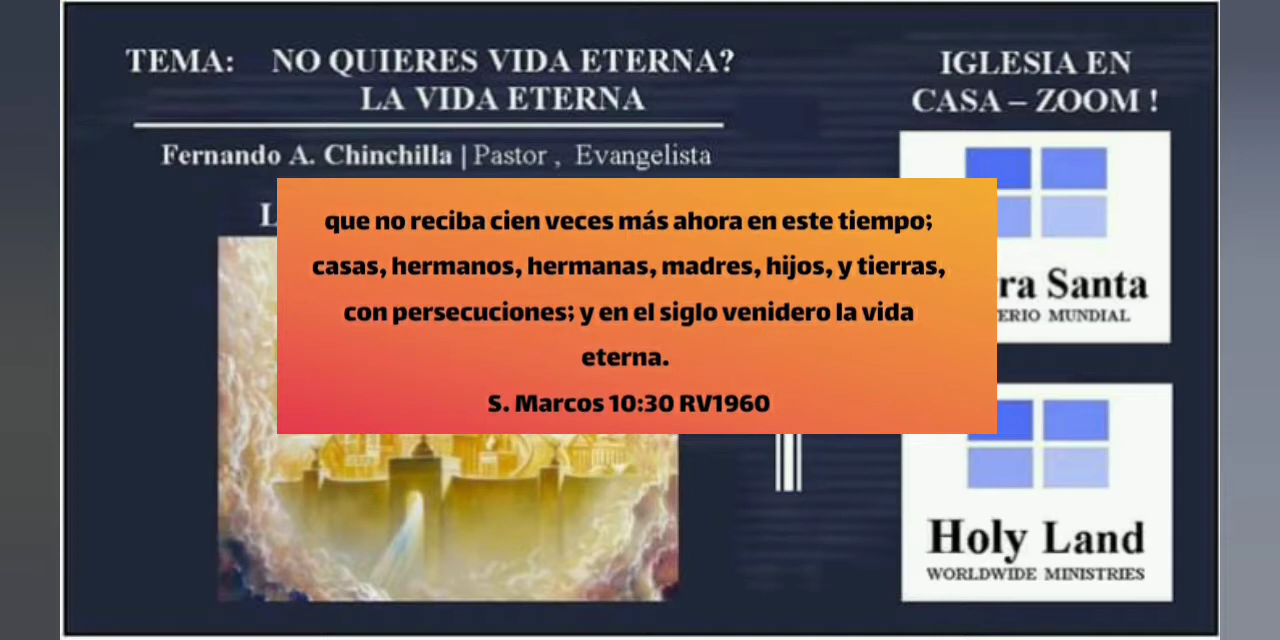 TEMA: NO QUIERES VIDA ETERNA?
LA VIDA ETERNA
Fernando A. Chinchilla | Pastor , Evangelista
IGLESIA EN
CASA – ZOOM !
que no reciba cien veces más ahora en este tiempo;
casas, hermanos, hermanas, madres, hijos, y tierras,
con persecuciones; y en el siglo venidero la vida
eterna.
S. Marcos 10:30 RV1960
Santa
MUNDIAL
Holy Land
WORLDWIDE MINISTRIES